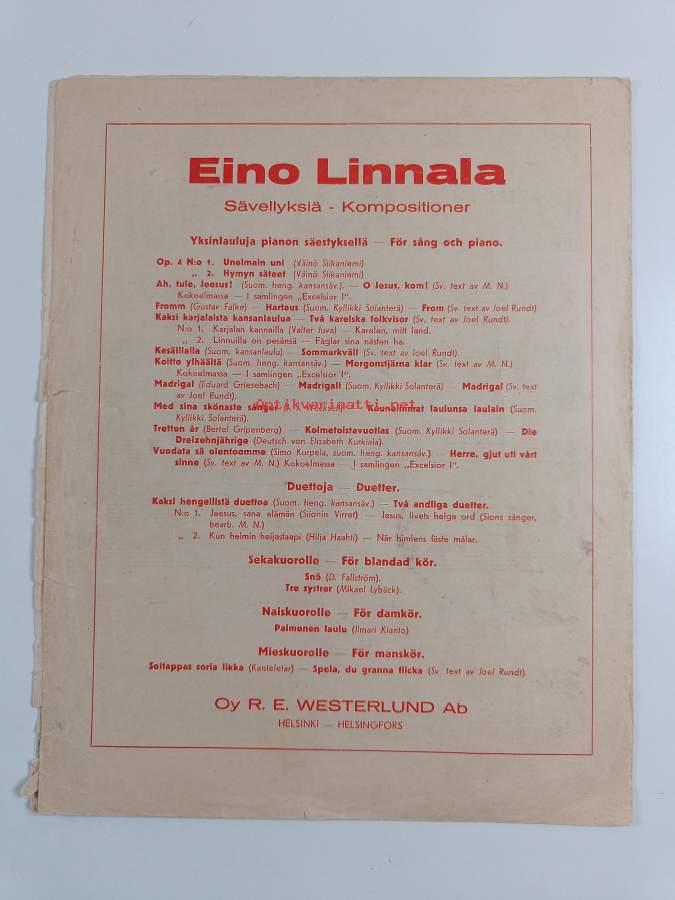 Eino Linnala
Sävellyksiä - Kompositioner
Yksinlauluja pianon säestyksellä — För sång och piano.
Op. 4 N:o 1. Unelmain uni (Väinö Siikaniemi)
„ 2. Hymyn säteet (Väinö Siikaniemi)
Ah, tule, Jeesus! (Suom. heng. kansansäv.). — O Jesus, kom! (Sv. text av M. N.)
Kokoelmassa — I samlingen „Excelsior I".
Fromm (Gustav Falke) — Hartaus (Suom. Kyllikki Solanterä) — From (Sv. text av Joel Rundt)
Kaksi karjalaista kansanlaulua — Två karelska folkvisor (Sv. text av Joel Rundt).
N:o 1. Karjalan kannailla (Valter Juva) — Karelen, mitt land.
„ 2. Linnuilla on pesänsä — Fåglar sina nästen ha.
Kesäillalla (Suom. kansanlaulu) — Sommarkväll (Sv. text av Joel Rundt).
Koitto ylhäältä (Suom. heng. kansansäv.) — Morgonstjärna klar (Sv. text av M. N.)
Kokoelmassa — I samlingen „Excelsior I".
Madrigal (Eduard Griesebach) — Madrigali (Suom. Kyllikki Solanterä) — Madrigal (Sv. text
av Joel Rundt).
Med sina skönaste sånger — Kauneimmat laulunsa laulain (Suom.
Kyllikki Solanterä).
Antikvariaatti.net
Tretton år (Bertel Gripenberg) — Kolmetoistavuotias (Suom. Kyllikki Solanterä) — Die
Dreizehnjährige (Deutsch von Elisabeth Kurkiala).
Vuodata sä olentoomme (Simo Korpela, suom. heng. kansansäv.) — Herre, gjut uti vårt
sinne (Sv. text av M. N.) Kokoelmassa — I samlingen „Excelsior I".
Duettoja — Duetter.
Kaksi hengellistä duettoa (Suom. heng. kansansäv.) — Två andliga duetter.
N:o 1. Jeesus, sana elämän (Siionin Virret) — Jesus, livets helga ord (Sions sånger,
bearb. M. N.)
„ 2. Kun helmin heijastaapi (Hilja Haahti) — När himlens fäste målar.
Sekakuorolle — För blandad kör.
Snö (D. Fallström).
Tre systrar (Mikael Lybäck).
Naiskuorolle — För damkör.
Paimonen laulu (Ilmari Kianto)
Mieskuorolle — För manskör.
Soitappas soria likka (Kanteletar) — Spela, du granna flicka (Sv. text av Joel Rundt).
Oy R. E. WESTERLUND Ab
HELSINKI — HELSINGFORS